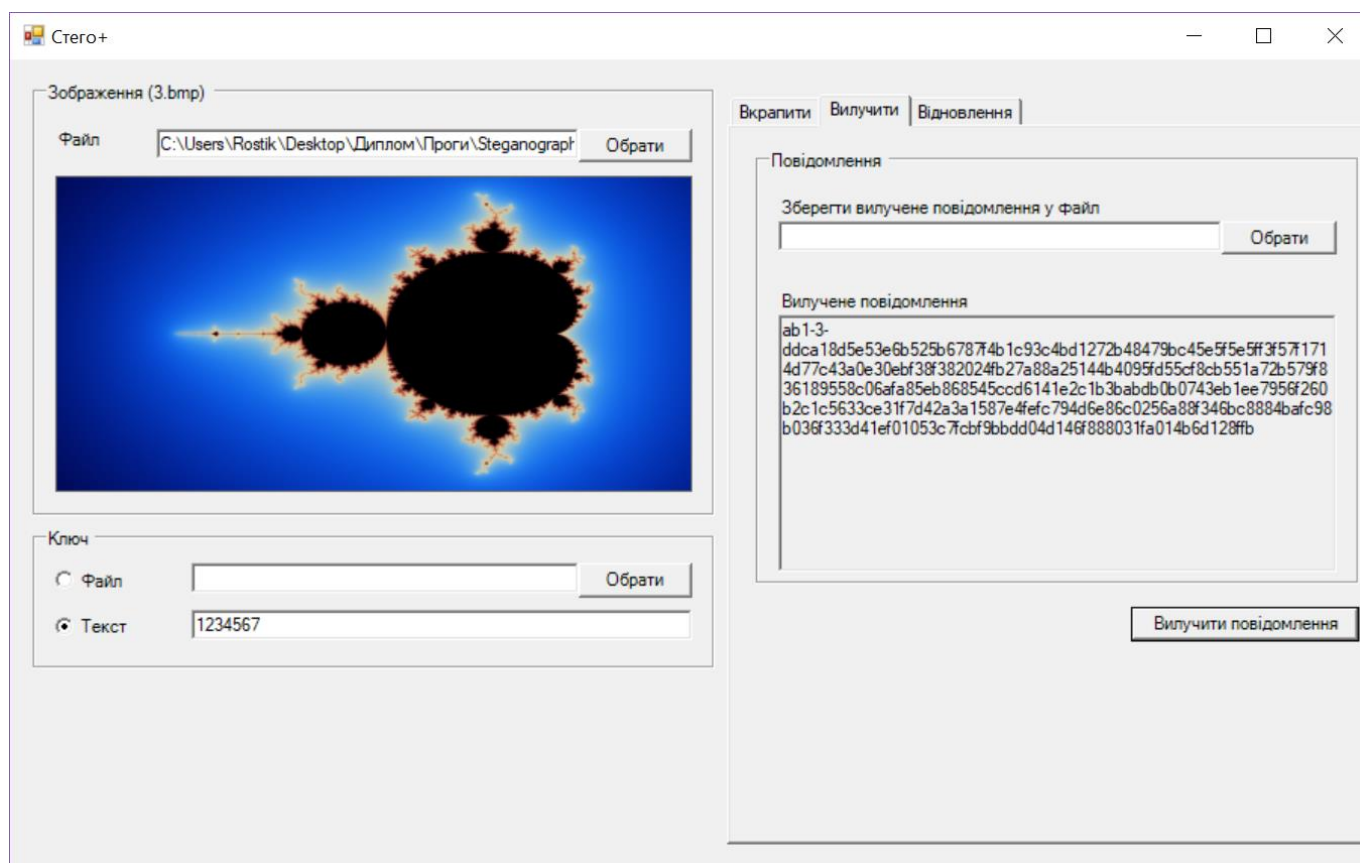 Стего+
Зображення (3.bmp)
Файл
C:\Users\Rostik\Desktop\Диплом\Проги\Steganograph
Обрати
Ключ
Файл
Обрати
Текст
1234567
Вкрапити
Вилучити
Відновлення
Повідомлення
Зберегти вилучене повідомлення у файл
Обрати
Вилучене повідомлення
ab1-3-
ddca18d5e53e6b525b6787f4b1c93c4bd1272b48479bc45e5f5e5ff3f57f171
4d77c43a0e30ebf38f382024fb27a88a25144b4095fd55cf8cb551a72b579f8
36189558c06afa85eb868545ccd6141e2c1b3babdb0b0743eb1ee7956f260
b2c1c5633ce31f7d42a3a1587e4fefc794d6e86c0256a88f346bc8884bafc98
b036f333d41ef01053c7fcbf9bbdd04d146f888031fa014b6d128ffb
Вилучити повідомлення